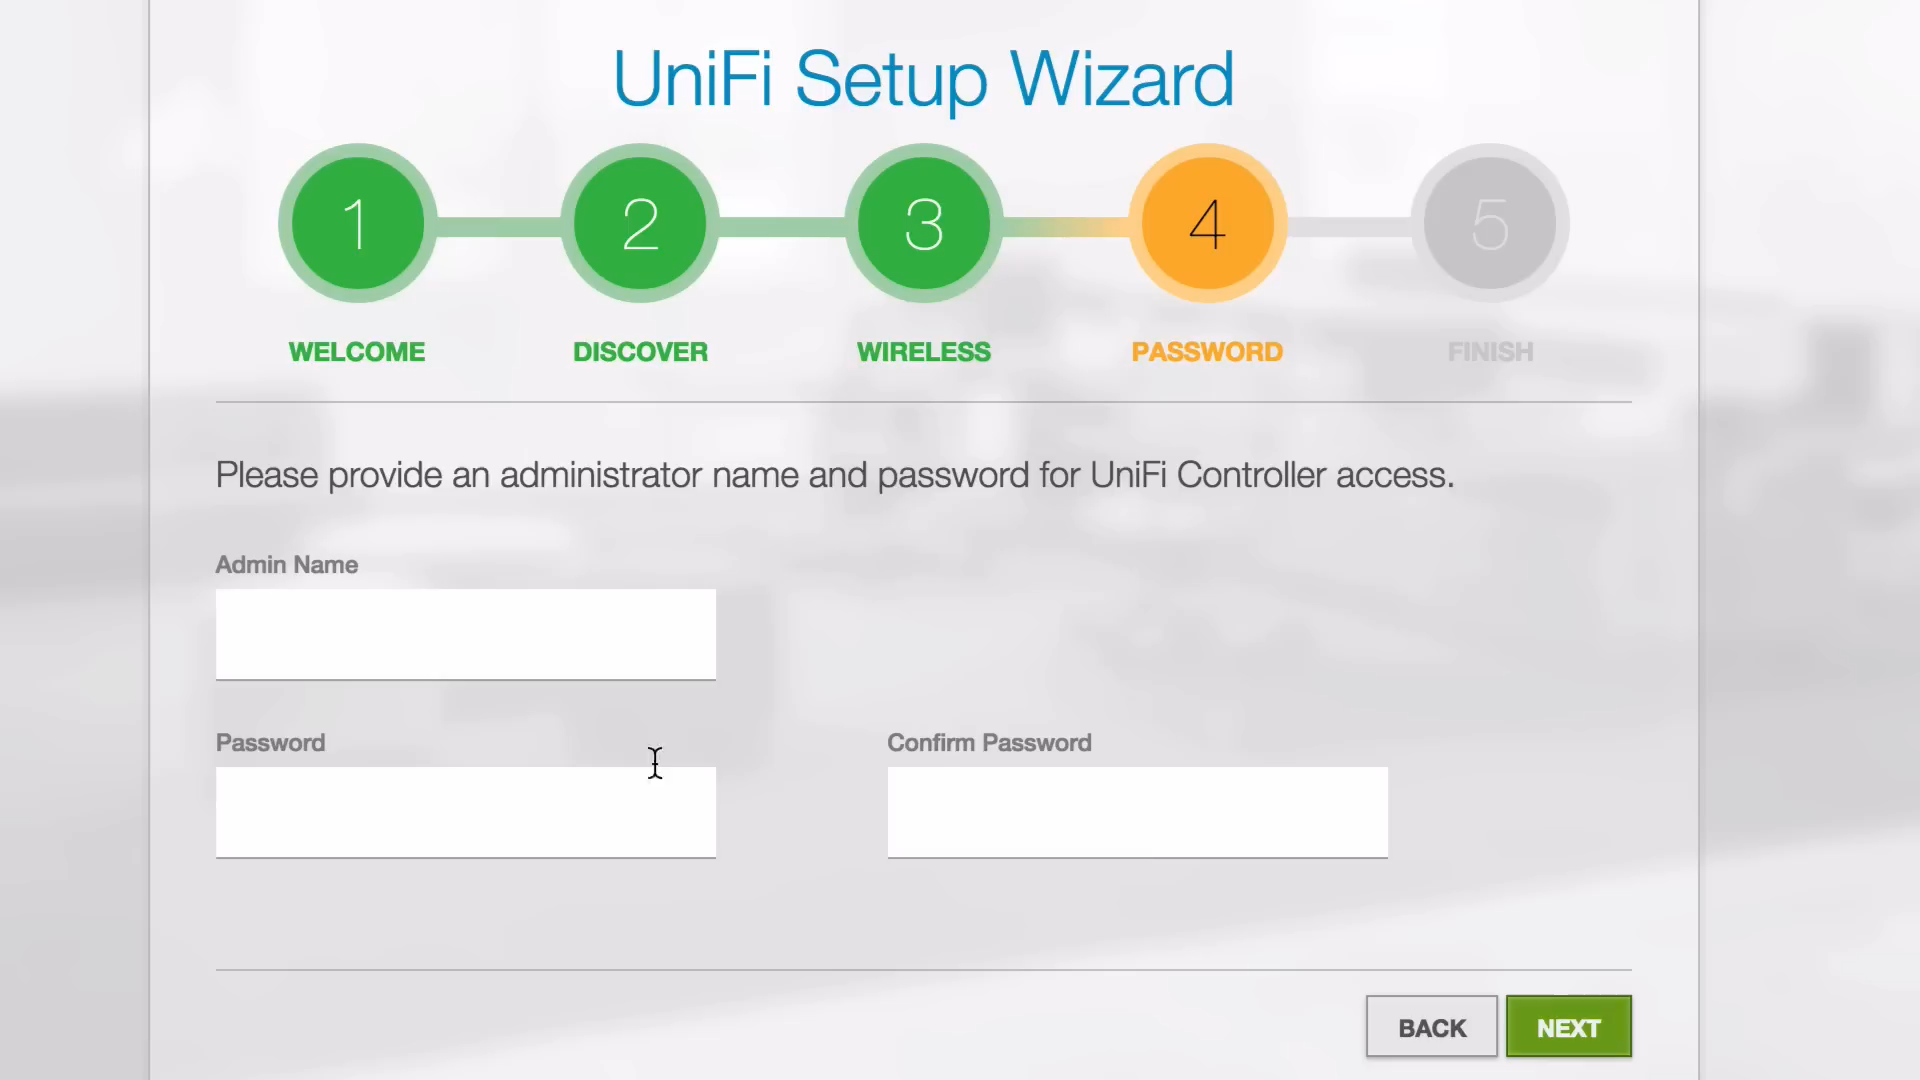 UniFi Setup Wizard
1 2 3 4 5
WELCOME DISCOVER WIRELESS PASSWORD FINISH
Please provide an administrator name and password for UniFi Controller access.
Admin Name
Password Confirm Password
BACK NEXT